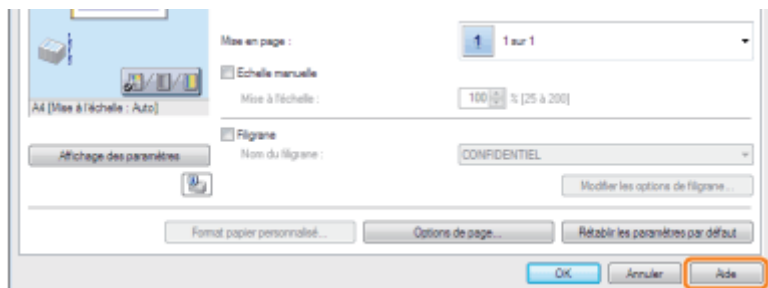 Mise en page :
1 1 sur 1
Echelle manuelle
Mise à l'échelle :
100 % [25 à 200]
A4 [Mise à l'échelle : Auto]
Filigrane
Affichage des paramètres
Nom du filigrane :
CONFIDENTIEL
Modifier les options de filigrane...
Format papier personnalisé...
Options de page...
Rétablir les paramètres par défaut
OK
Annuler
Aide